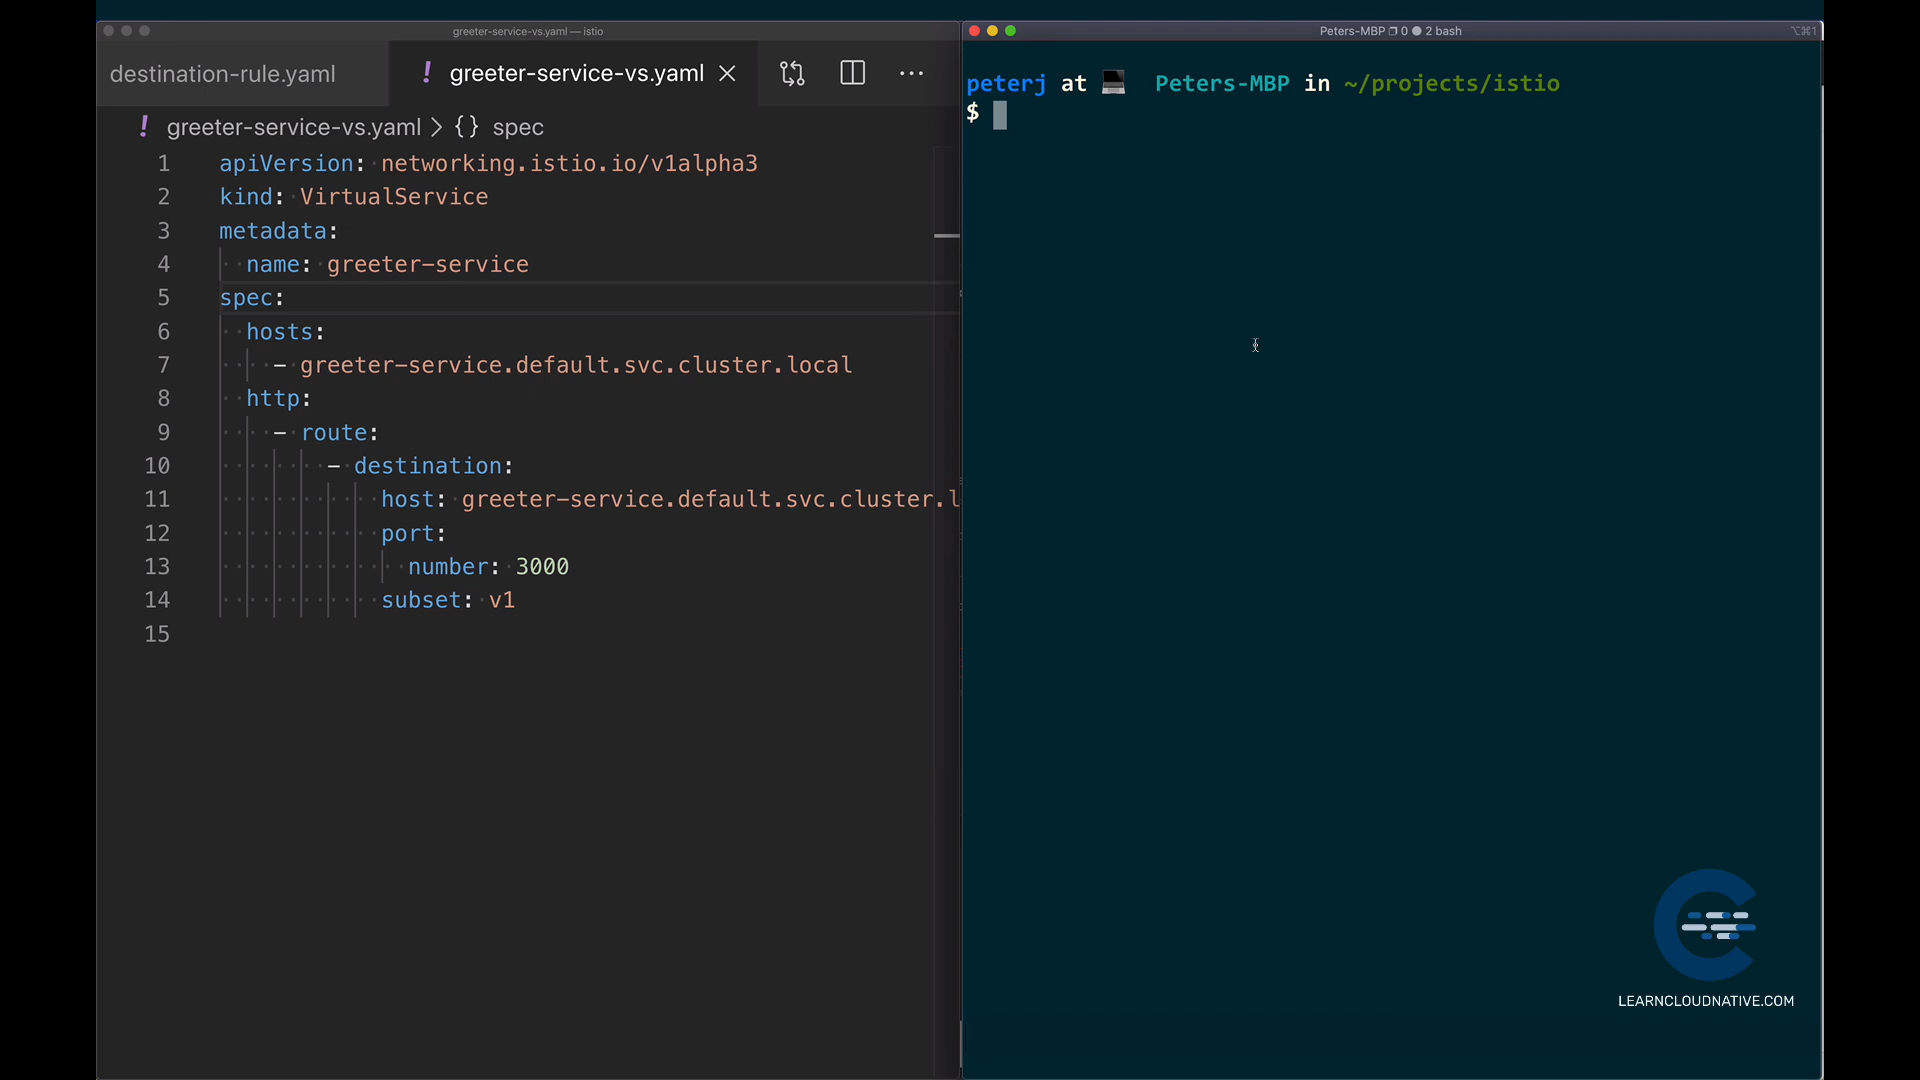 greeter-service-vs.yaml — istio
destination-rule.yaml
! greeter-service-vs.yaml
! greeter-service-vs.yaml > {} spec
1 apiVersion: networking.istio.io/v1alpha3
2 kind: VirtualService
3 metadata:
4   name: greeter-service
5 spec:
6   hosts:
7     - greeter-service.default.svc.cluster.local
8   http:
9     - route:
10         - destination:
11             host: greeter-service.default.svc.cluster.l
12             port:
13               number: 3000
14             subset: v1
15
Peters-MBP 0 2 bash
⌥⌘1
peterj at 💻 Peters-MBP in ~/projects/istio
$
LEARNCLOUDNATIVE.COM